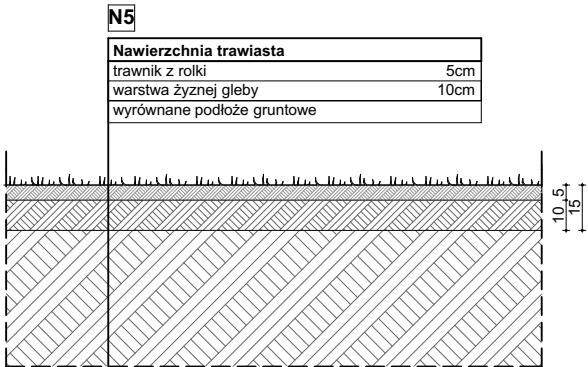 N5
Nawierzchnia trawiasta
trawnik z rolki 5cm
warstwa żyznej gleby 10cm
wyrównane podłoże gruntowe
10 5
15